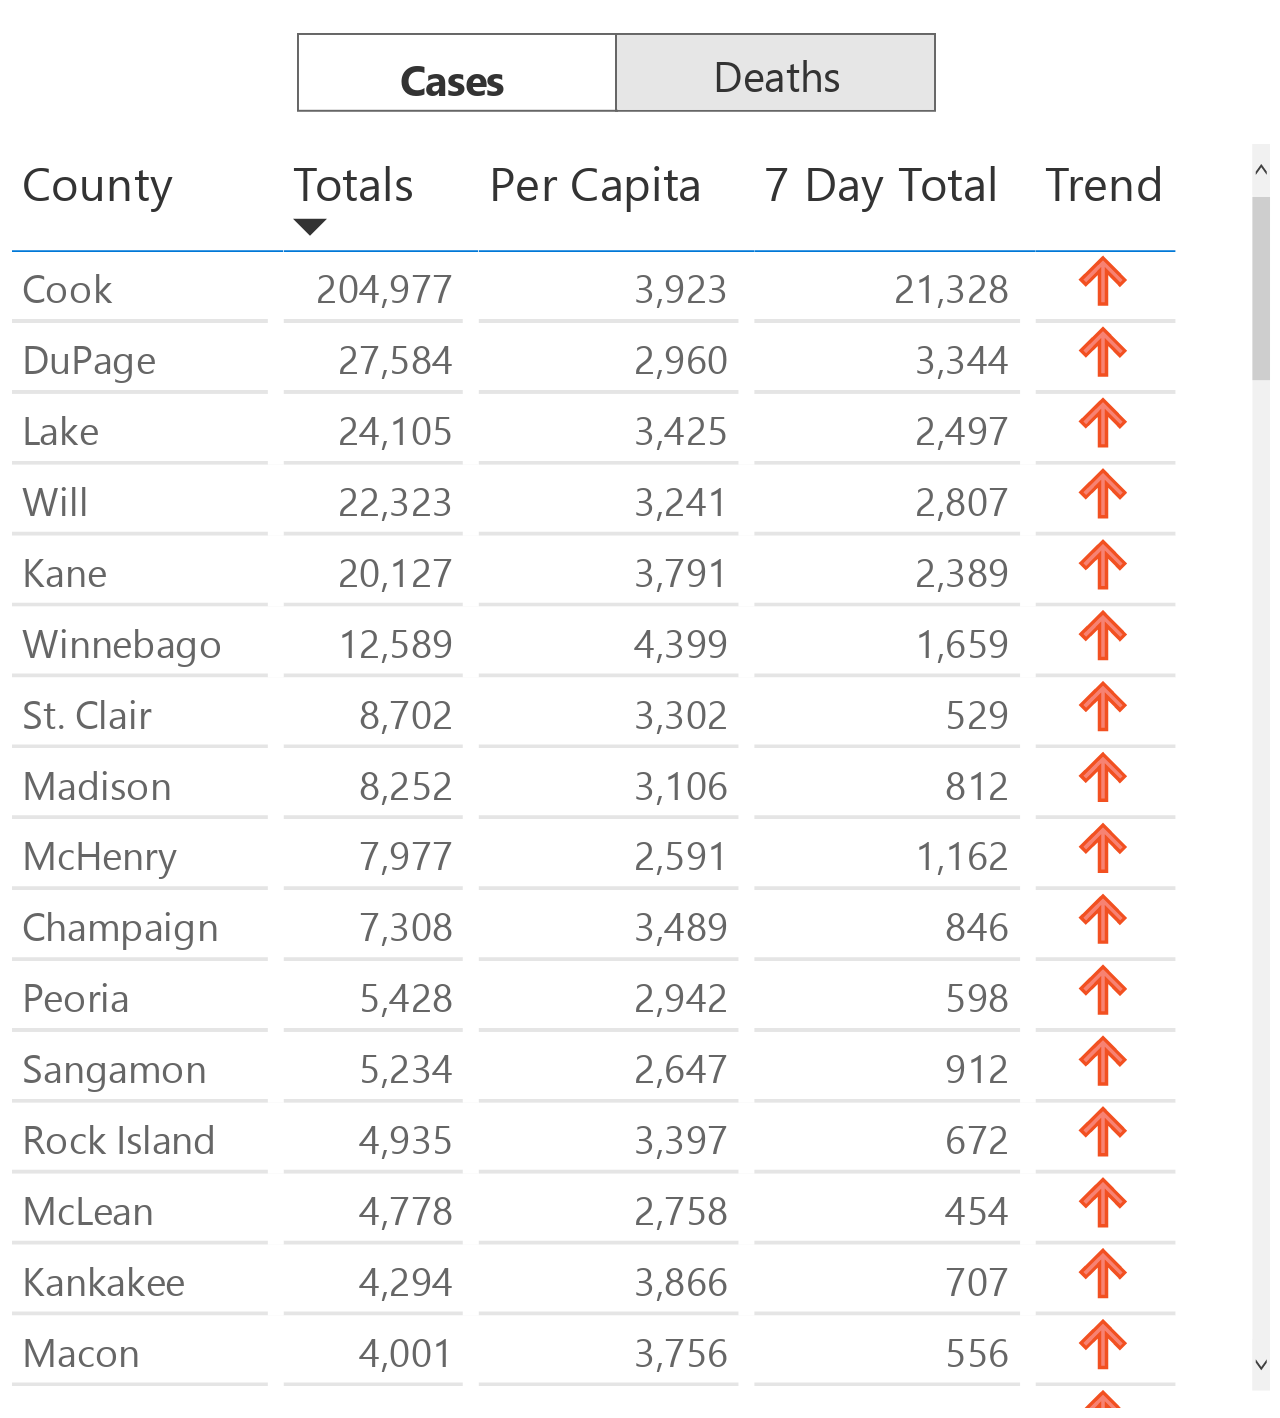 Cases Deaths
County Totals Per Capita 7 Day Total Trend
Cook 204,977 3,923 21,328
DuPage 27,584 2,960 3,344
Lake 24,105 3,425 2,497
Will 22,323 3,241 2,807
Kane 20,127 3,791 2,389
Winnebago 12,589 4,399 1,659
St. Clair 8,702 3,302 529
Madison 8,252 3,106 812
McHenry 7,977 2,591 1,162
Champaign 7,308 3,489 846
Peoria 5,428 2,942 598
Sangamon 5,234 2,647 912
Rock Island 4,935 3,397 672
McLean 4,778 2,758 454
Kankakee 4,294 3,866 707
Macon 4,001 3,756 556